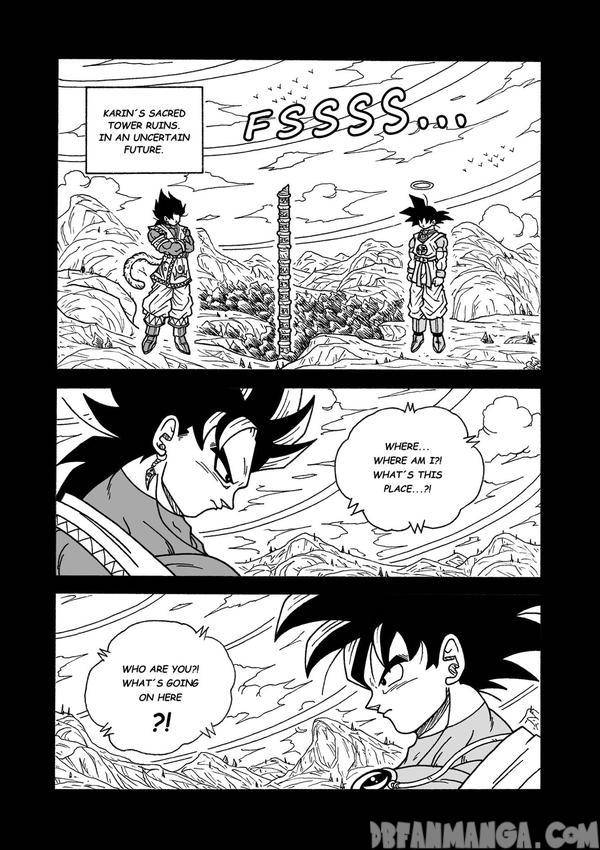 KARIN´S SACRED
TOWER RUINS.
IN AN UNCERTAIN
FUTURE.
FSSSS...
WHERE...
WHERE AM I?!
WHAT´S THIS
PLACE...?!
WHO ARE YOU?!
WHAT´S GOING
ON HERE
?!
DBFANMANGA.COM